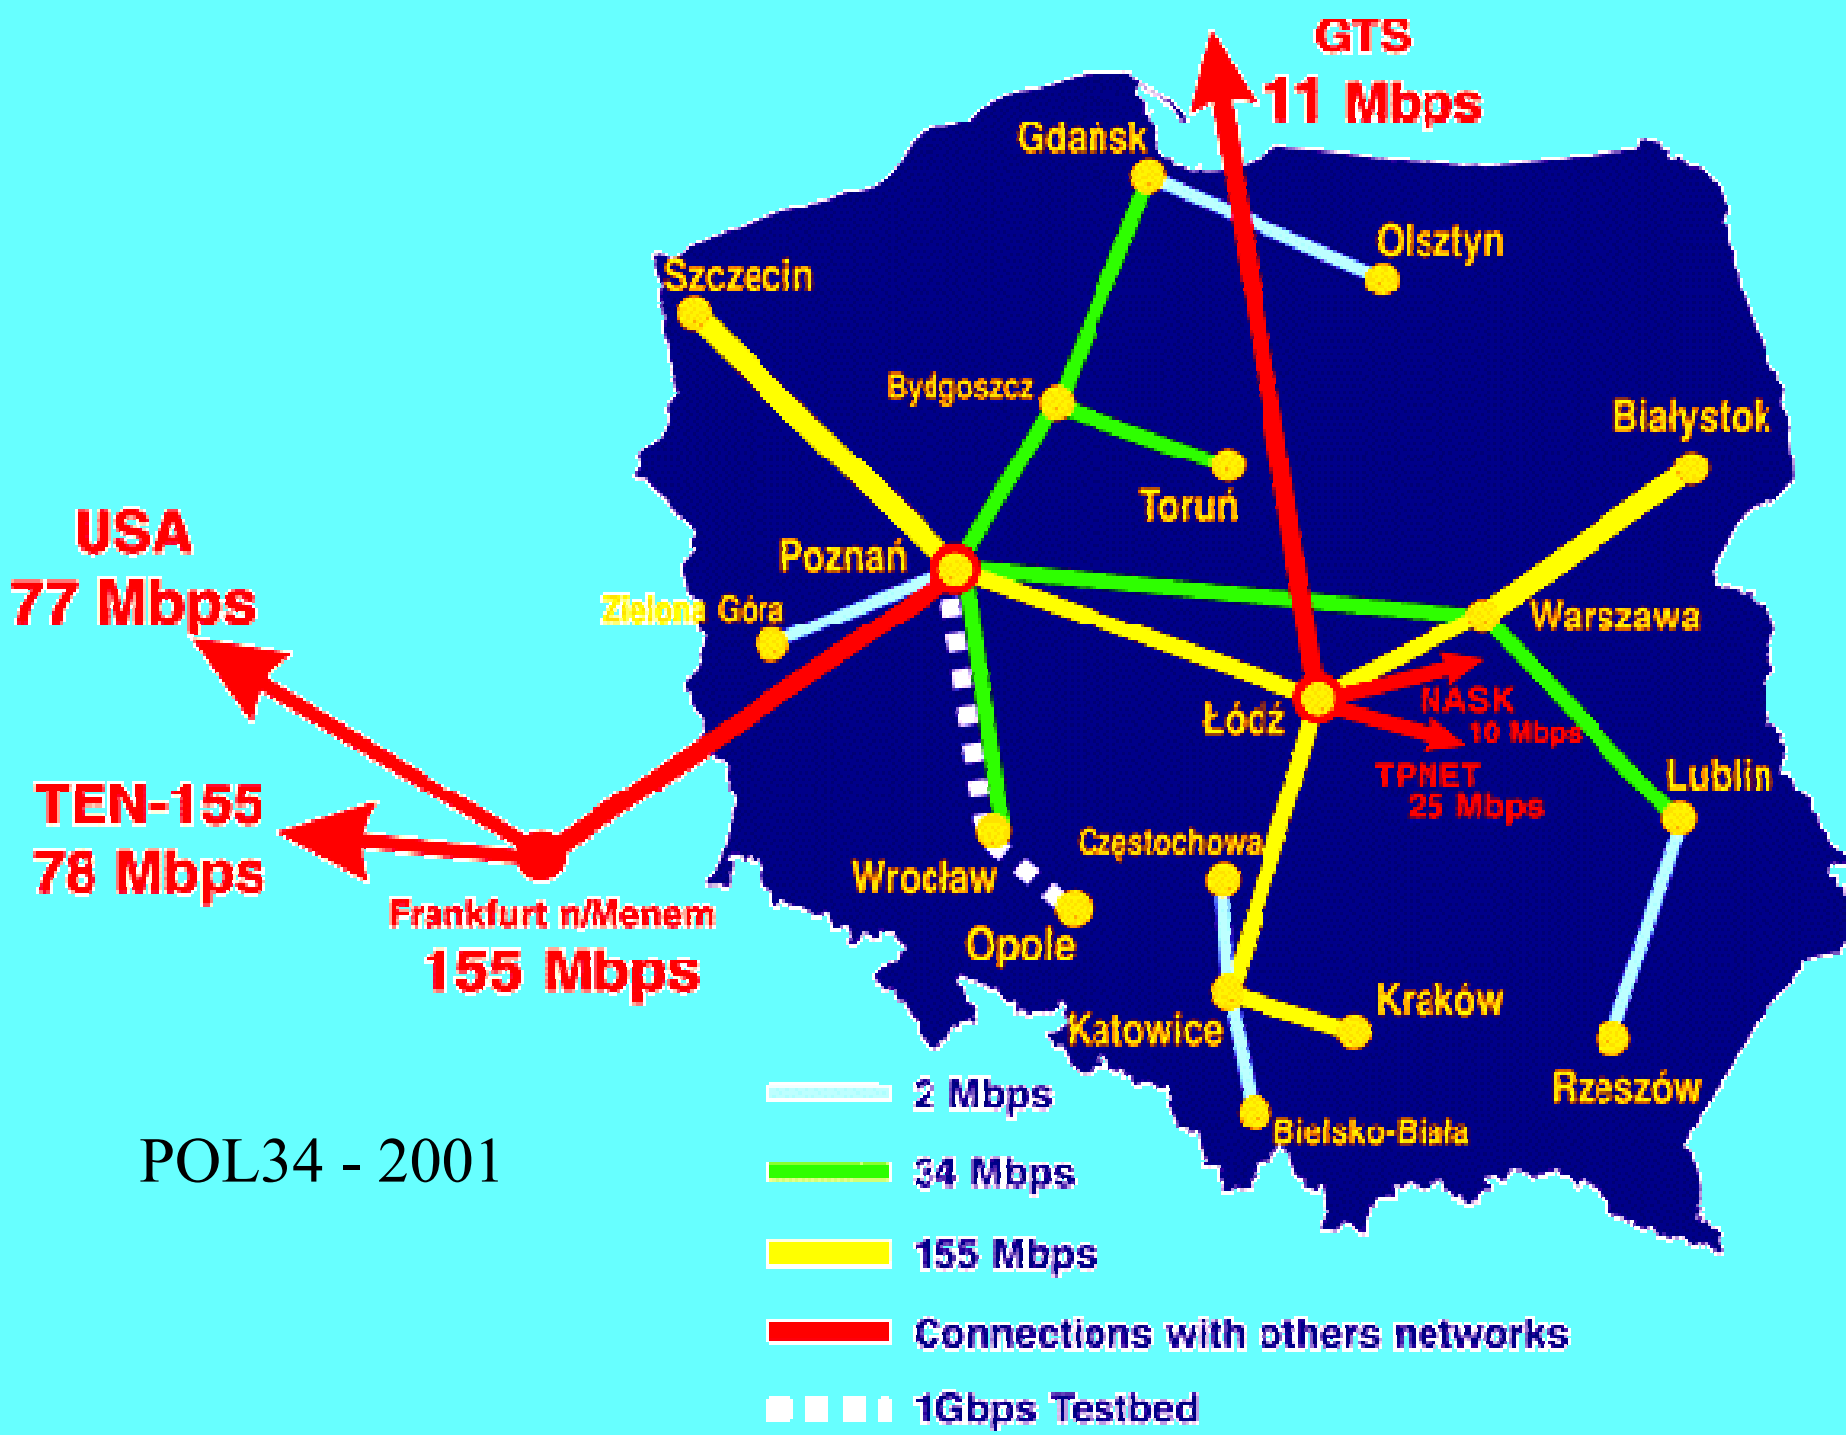 GTS
11 Mbps
Gdańsk
Olsztyn
Szczecin
Bydgoszcz
Białystok
Toruń
USA
77 Mbps
Poznań
Zielona Góra
Warszawa
NASK
10 Mbps
Łódź
TPNET
25 Mbps
Lublin
TEN-155
78 Mbps
Częstochowa
Wrocław
Frankfurt n/Menem
155 Mbps
Opole
Kraków
Katowice
Rzeszów
Bielsko-Biała
POL34 - 2001
2 Mbps
34 Mbps
155 Mbps
Connections with others networks
1Gbps Testbed